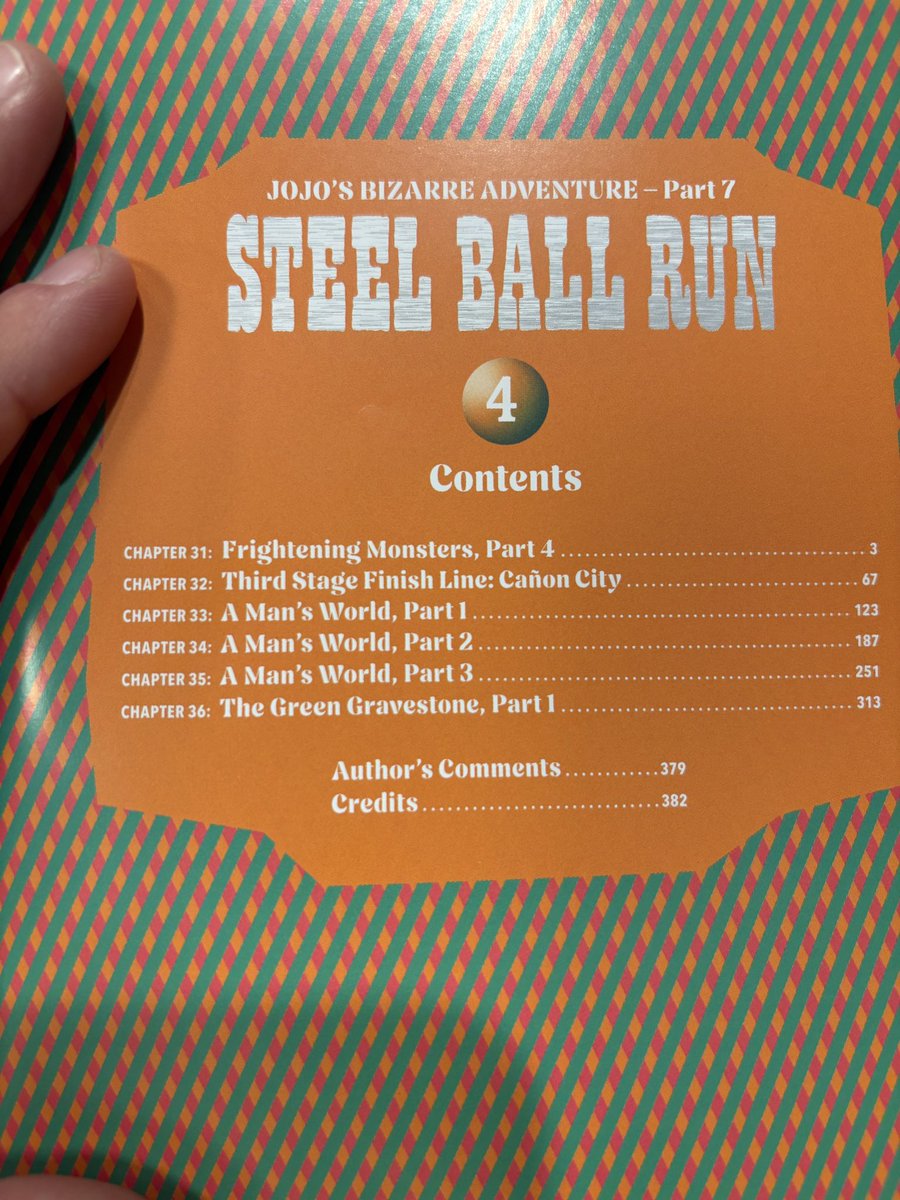 JOJO'S BIZARRE ADVENTURE – Part 7
STEEL BALL RUN
4
Contents
CHAPTER 31: Frightening Monsters, Part 4 ........................................ 3
CHAPTER 32: Third Stage Finish Line: Cañon City ............................... 67
CHAPTER 33: A Man's World, Part 1 ................................................ 123
CHAPTER 34: A Man's World, Part 2 ............................................... 187
CHAPTER 35: A Man's World, Part 3 ............................................... 251
CHAPTER 36: The Green Gravestone, Part 1 ..................................... 313
Author's Comments ............ 379
Credits .............................. 382